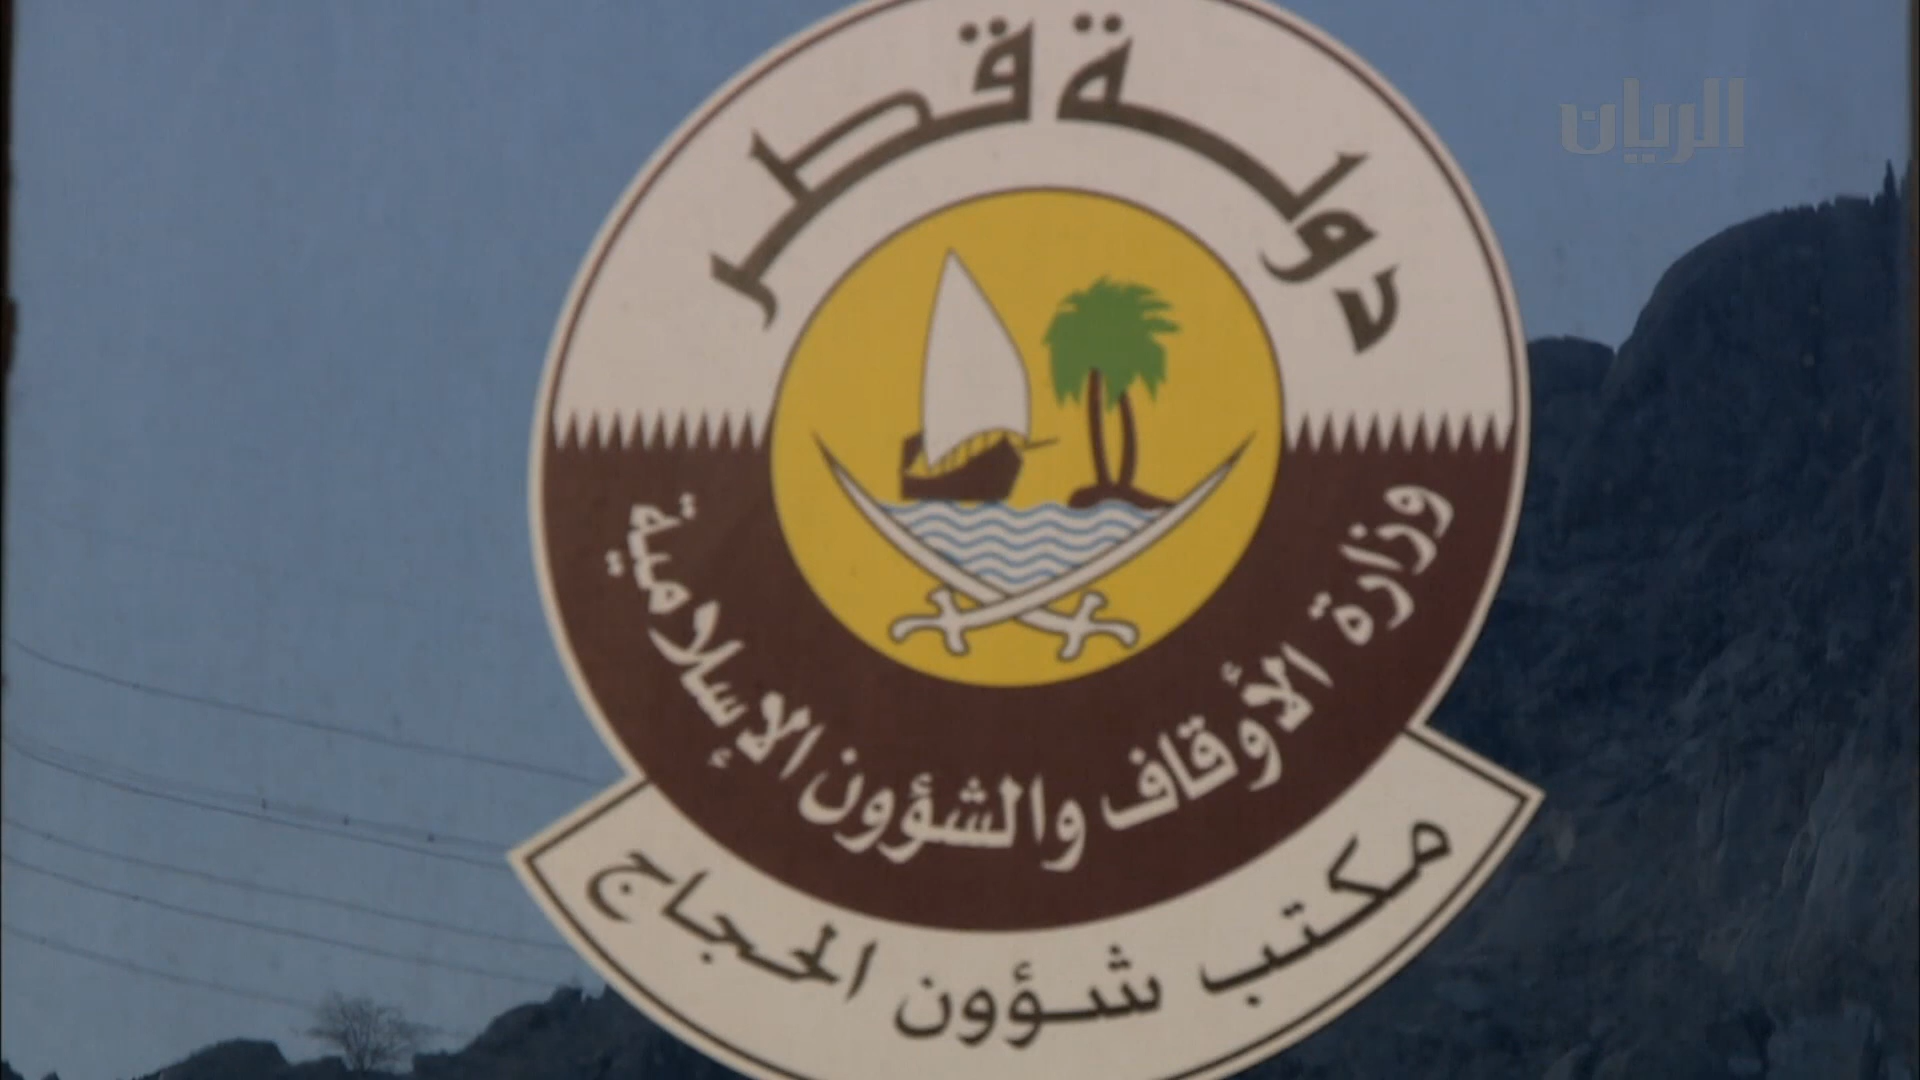 الريان
دولة قطر
وزارة الأوقاف والشؤون الإسلامية
مكتب شؤون الحجاج